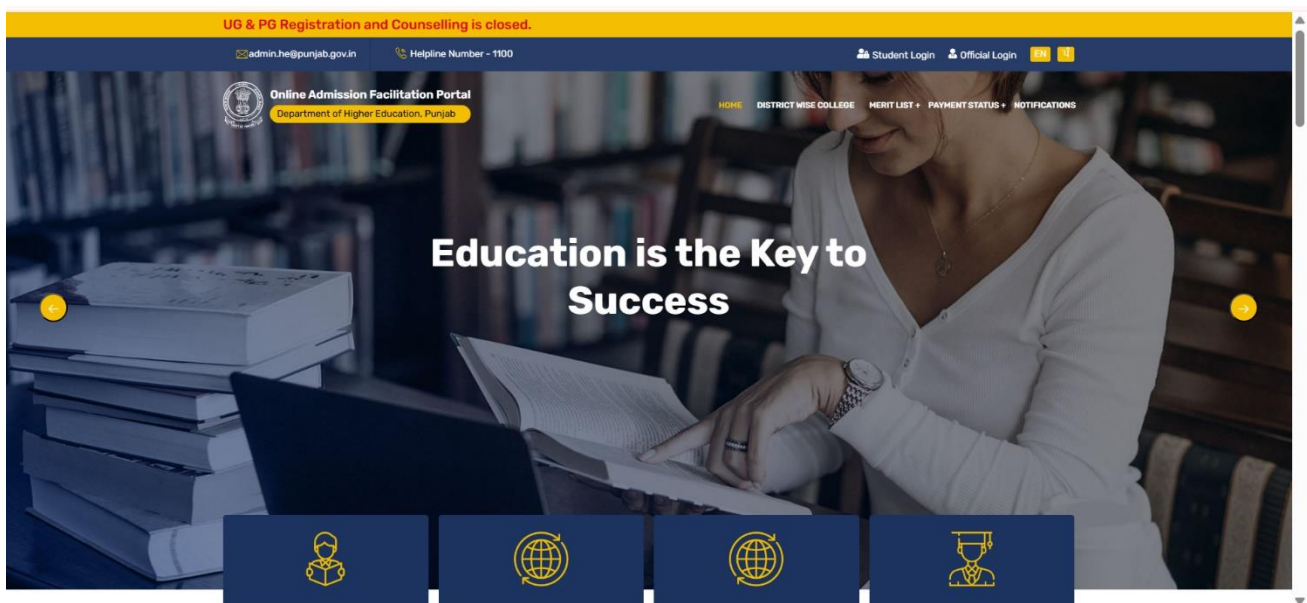 UG & PG Registration and Counselling is closed.
admin.he@punjab.gov.in Helpline Number - 1100 Student Login Official Login EN ਪੰ
Online Admission Facilitation Portal
Department of Higher Education, Punjab
HOME DISTRICT WISE COLLEGE MERIT LIST + PAYMENT STATUS + NOTIFICATIONS
Education is the Key to
Success